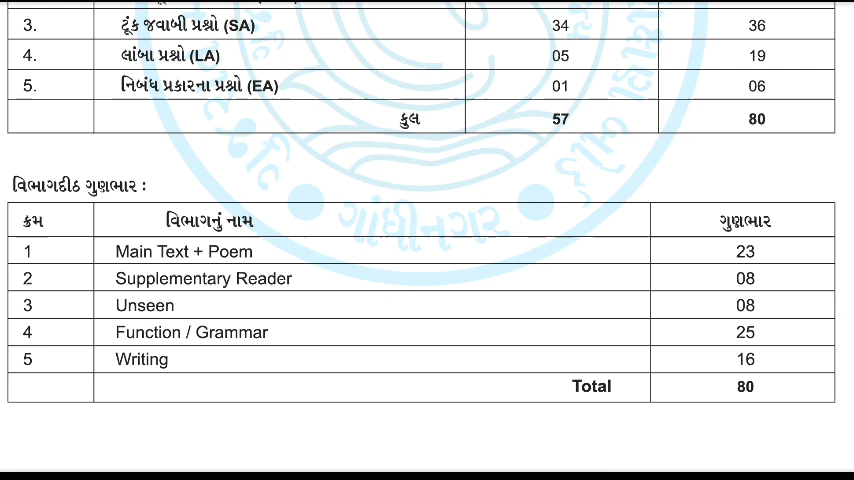 3. ટૂંક જવાબી પ્રશ્નો (SA) 34 36
4. લાંબા પ્રશ્નો (LA) 05 19
5. નિબંધ પ્રકારના પ્રશ્નો (EA) 01 06
કુલ 57 80
વિભાગદીઠ ગુણભાર :
ક્રમ વિભાગનું નામ ગુણભાર
1 Main Text + Poem 23
2 Supplementary Reader 08
3 Unseen 08
4 Function / Grammar 25
5 Writing 16
Total 80
ગાંધીનગર